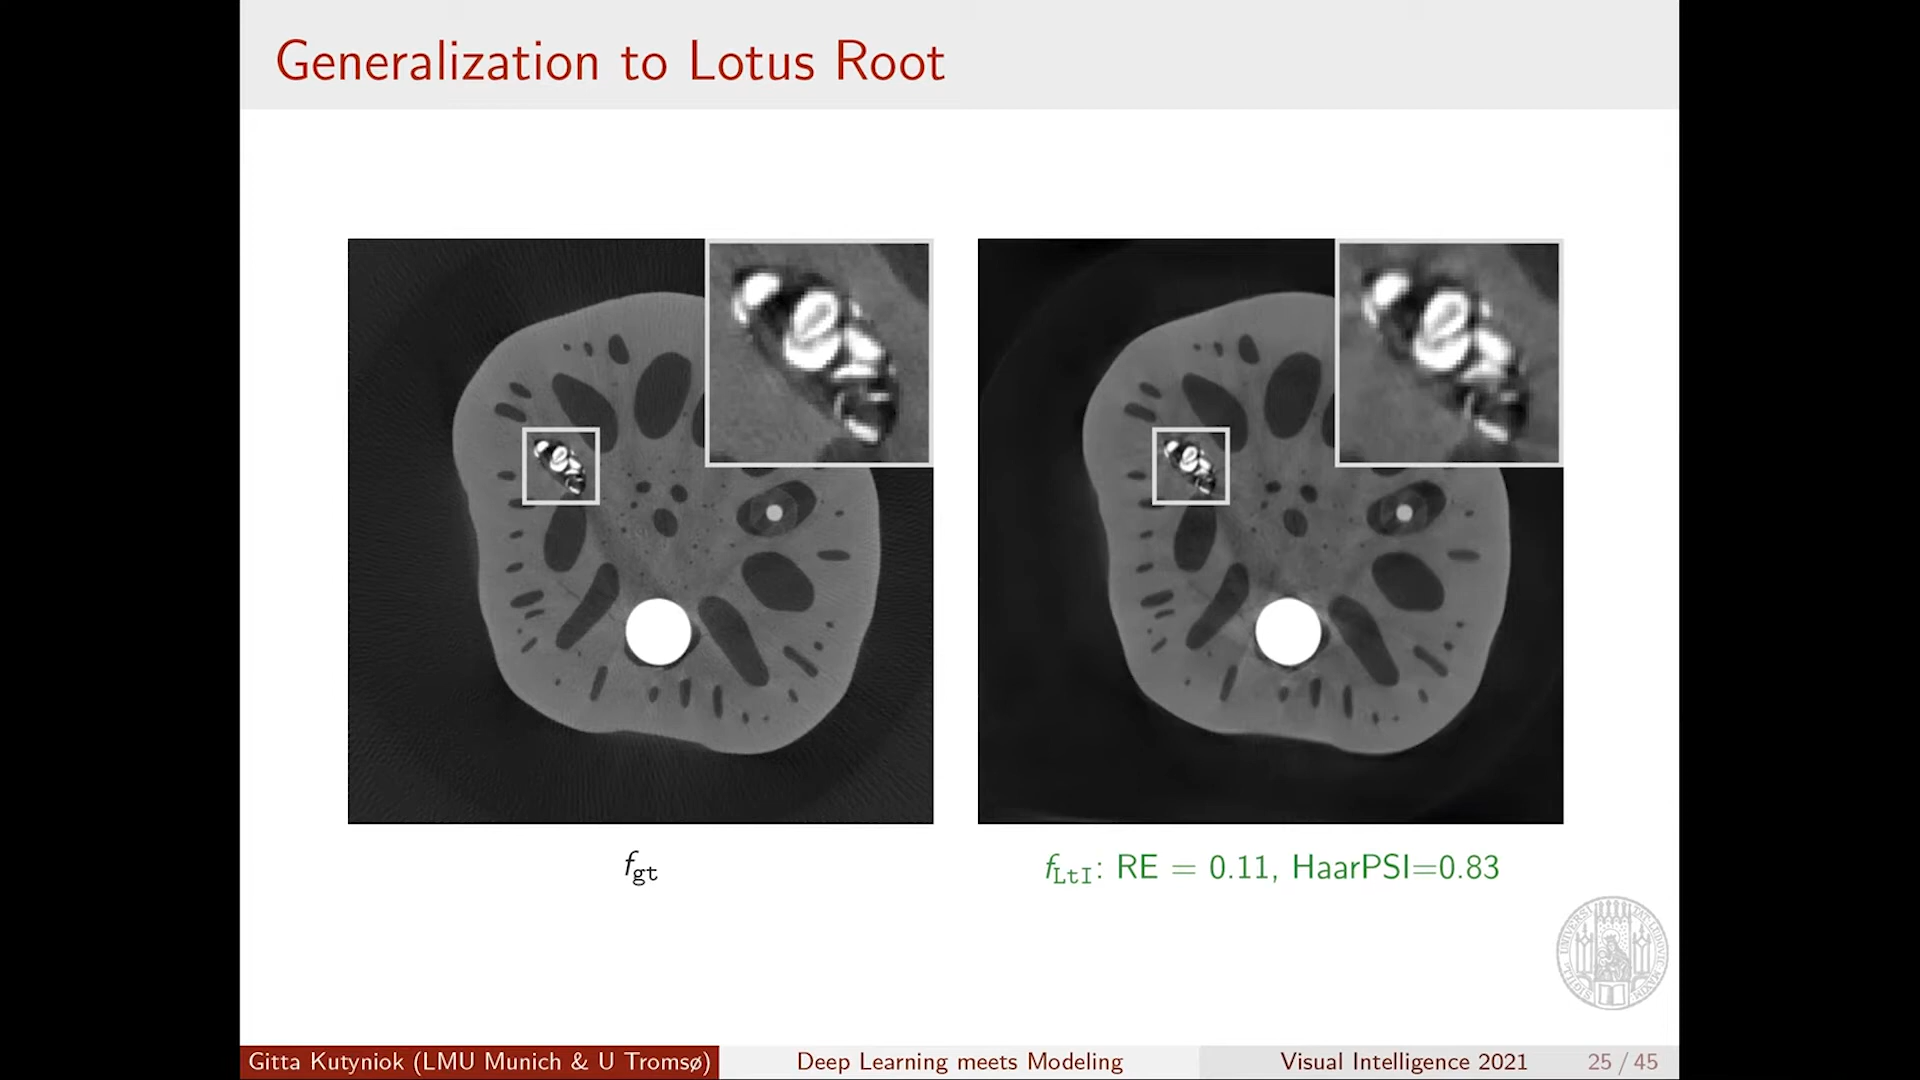 Generalization to Lotus Root
f_gt
f_LtI: RE = 0.11, HaarPSI=0.83
Gitta Kutyniok (LMU Munich & U Tromsø)
Deep Learning meets Modeling
Visual Intelligence 2021
25 / 45